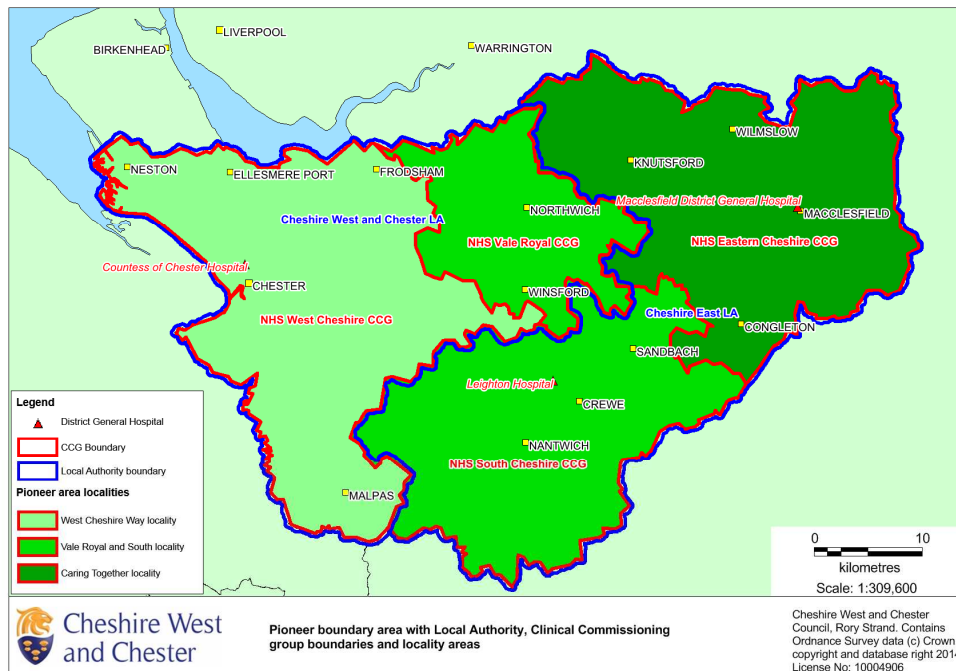 LIVERPOOL
BIRKENHEAD
WARRINGTON
WILMSLOW
KNUTSFORD
NESTON
ELLESMERE PORT
FRODSHAM
Macclesfield District General Hospital
MACCLESFIELD
NORTHWICH
Cheshire West and Chester LA
NHS Vale Royal CCG
NHS Eastern Cheshire CCG
Countess of Chester Hospital
CHESTER
WINSFORD
NHS West Cheshire CCG
Cheshire East LA
CONGLETON
SANDBACH
Leighton Hospital
CREWE
NANTWICH
NHS South Cheshire CCG
MALPAS
Legend
District General Hospital
CCG Boundary
Local Authority boundary
Pioneer area localities
West Cheshire Way locality
Vale Royal and South locality
Caring Together locality
0 10
kilometres
Scale: 1:309,600
Cheshire West
and Chester
Pioneer boundary area with Local Authority, Clinical Commissioning
group boundaries and locality areas
Cheshire West and Chester
Council, Rory Strand. Contains
Ordnance Survey data (c) Crown
copyright and database right 2014
License No: 10004906